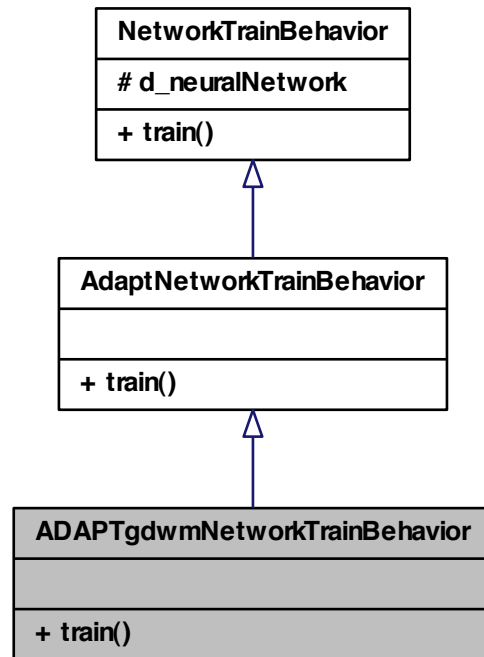 NetworkTrainBehavior
# d_neuralNetwork
+ train()
AdaptNetworkTrainBehavior
+ train()
ADAPTgdwmNetworkTrainBehavior
+ train()